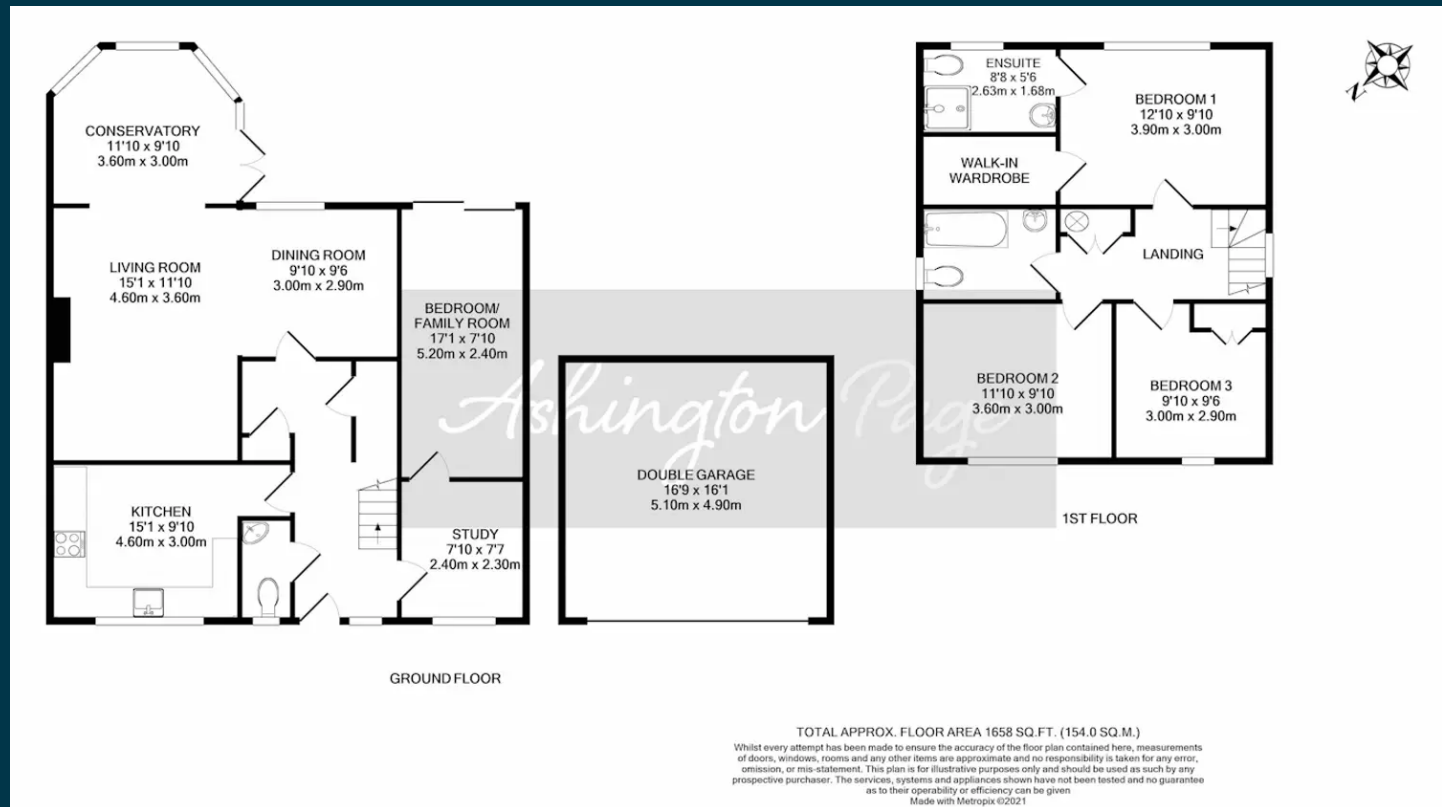 CONSERVATORY
11'10 x 9'10
3.60m x 3.00m
LIVING ROOM
15'1 x 11'10
4.60m x 3.60m
DINING ROOM
9'10 x 9'6
3.00m x 2.90m
BEDROOM/
FAMILY ROOM
17'1 x 7'10
5.20m x 2.40m
KITCHEN
15'1 x 9'10
4.60m x 3.00m
STUDY
7'10 x 7'7
2.40m x 2.30m
GROUND FLOOR
Ashington Page
DOUBLE GARAGE
16'9 x 16'1
5.10m x 4.90m
ENSUITE
8'8 x 5'6
2.63m x 1.68m
BEDROOM 1
12'10 x 9'10
3.90m x 3.00m
WALK-IN
WARDROBE
LANDING
BEDROOM 2
11'10 x 9'10
3.60m x 3.00m
BEDROOM 3
9'10 x 9'6
3.00m x 2.90m
1ST FLOOR
N
TOTAL APPROX. FLOOR AREA 1658 SQ.FT. (154.0 SQ.M.)
Whilst every attempt has been made to ensure the accuracy of the floor plan contained here, measurements
of doors, windows, rooms and any other items are approximate and no responsibility is taken for any error,
omission, or mis-statement. This plan is for illustrative purposes only and should be used as such by any
prospective purchaser. The services, systems and appliances shown have not been tested and no guarantee
as to their operability or efficiency can be given
Made with Metropix ©2021